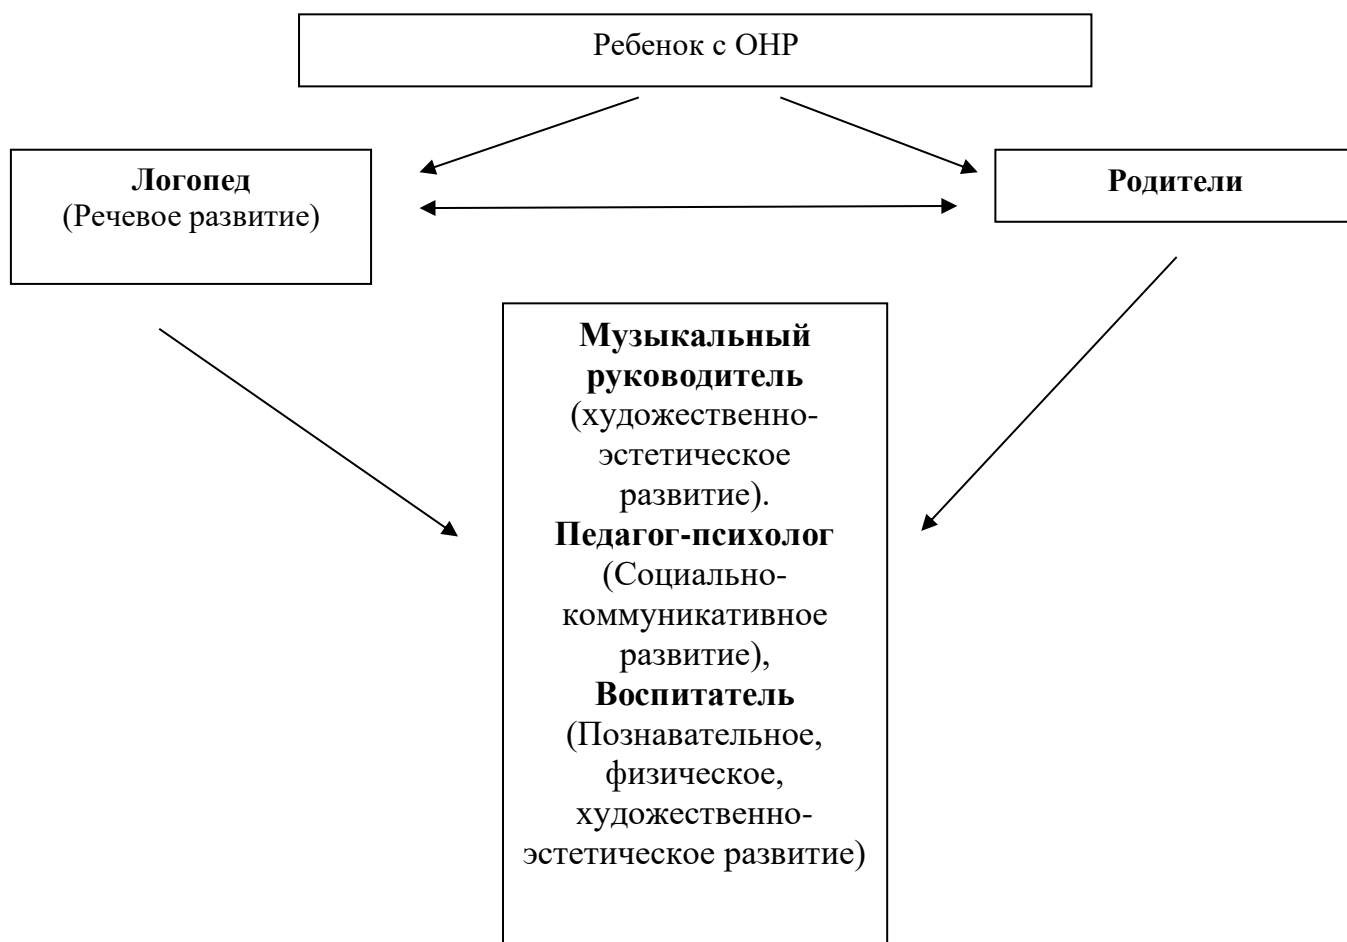 Ребенок с ОНР
Логопед
(Речевое развитие)
Родители
Музыкальный
руководитель
(художественно-
эстетическое
развитие).
Педагог-психолог
(Социально-
коммуникативное
развитие),
Воспитатель
(Познавательное,
физическое,
художественно-
эстетическое развитие)